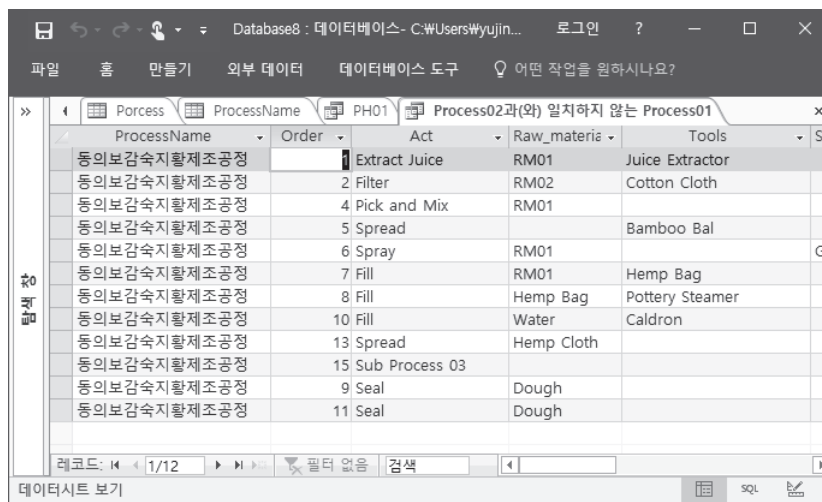 Database8 : 데이터베이스- C:₩Users₩yujin... 로그인 ?
파일 홈 만들기 외부 데이터 데이터베이스 도구 어떤 작업을 원하시나요?
Porcess ProcessName PH01 Process02과(와) 일치하지 않는 Process01
ProcessName Order Act Raw_materia Tools S
동의보감숙지황제조공정 1 Extract Juice RM01 Juice Extractor
동의보감숙지황제조공정 2 Filter RM02 Cotton Cloth
동의보감숙지황제조공정 4 Pick and Mix RM01
동의보감숙지황제조공정 5 Spread Bamboo Bal
동의보감숙지황제조공정 6 Spray RM01
동의보감숙지황제조공정 7 Fill RM01 Hemp Bag
동의보감숙지황제조공정 8 Fill Hemp Bag Pottery Steamer
동의보감숙지황제조공정 10 Fill Water Caldron
동의보감숙지황제조공정 13 Spread Hemp Cloth
동의보감숙지황제조공정 15 Sub Process 03
동의보감숙지황제조공정 9 Seal Dough
동의보감숙지황제조공정 11 Seal Dough
탐색 창
레코드: 1/12 필터 없음 검색
데이터시트 보기 SQL